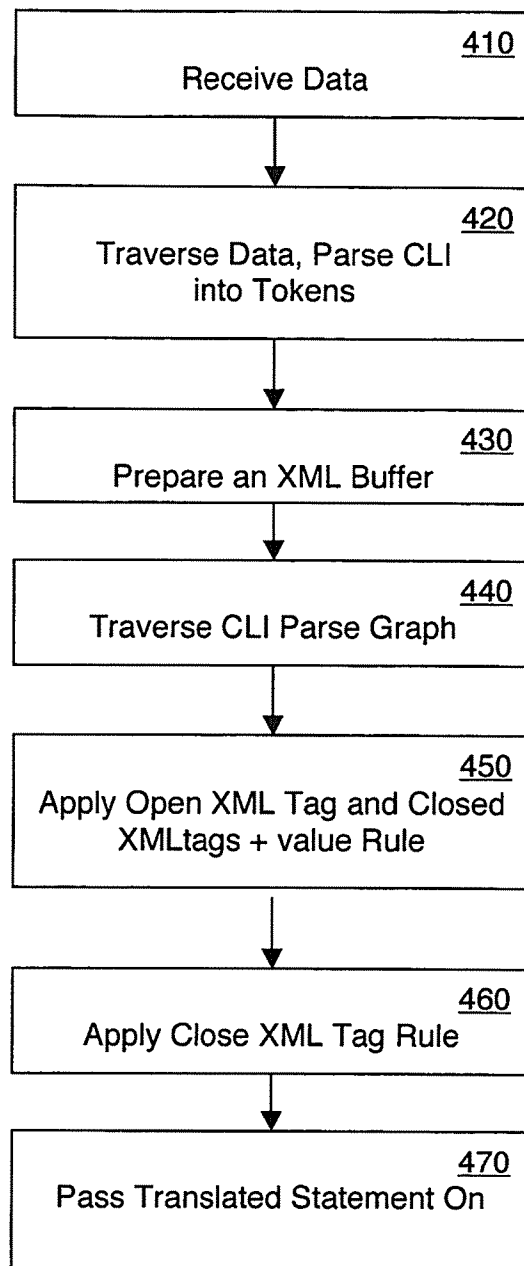 410
Receive Data
420
Traverse Data, Parse CLI
into Tokens
430
Prepare an XML Buffer
440
Traverse CLI Parse Graph
450
Apply Open XML Tag and Closed
XMLtags + value Rule
460
Apply Close XML Tag Rule
470
Pass Translated Statement On